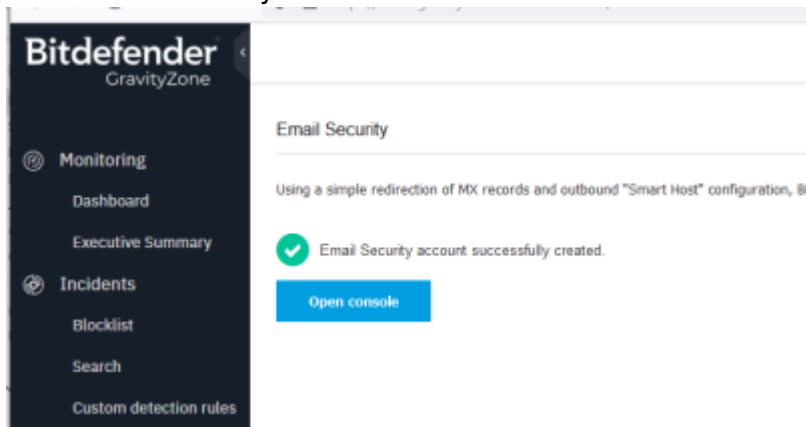 Bitdefender
GravityZone
Email Security
Monitoring
Using a simple redirection of MX records and outbound "Smart Host" configuration,
Dashboard
Executive Summary
Email Security account successfully created.
Incidents
Open console
Blocklist
Search
Custom detection rules